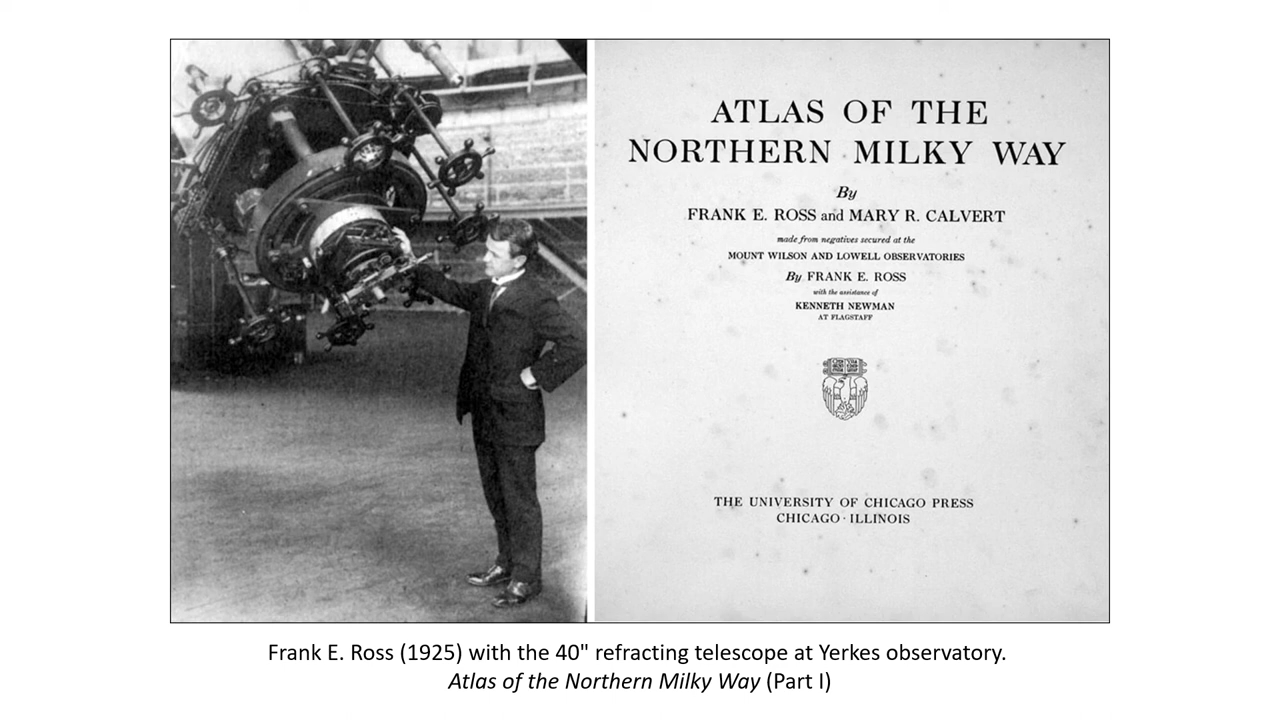 ATLAS OF THE
NORTHERN MILKY WAY
By
FRANK E. ROSS and MARY R. CALVERT
made from negatives secured at the
MOUNT WILSON AND LOWELL OBSERVATORIES
By FRANK E. ROSS
with the assistance of
KENNETH NEWMAN
AT FLAGSTAFF
THE UNIVERSITY OF CHICAGO PRESS
CHICAGO · ILLINOIS
Frank E. Ross (1925) with the 40" refracting telescope at Yerkes observatory.
Atlas of the Northern Milky Way (Part I)